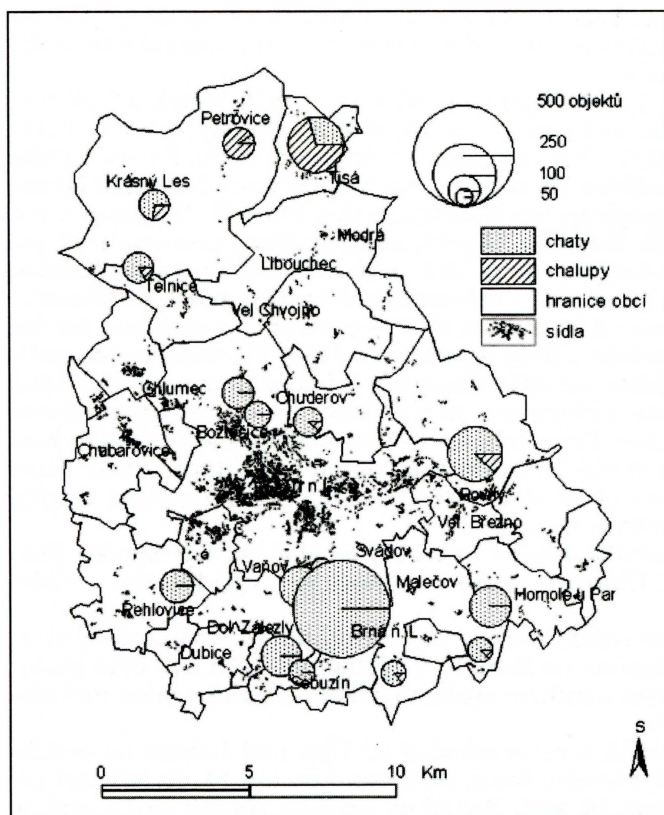 500 objektů
250
100
50
Petrovice
Tisá
Krásný Les
Modrá
Libouchec
Telnice
Vel Chvojno
chaty
chalupy
hranice obcí
sídla
Chlumec
Chuderov
Chabařovice
Povrly
Vel. Březno
Svádov
Vaňov
Malečov
Homole u Pan
Řehlovice
Dol. Zálezly
Brná n. L.
Dubice
Sebuzín
S
0
5
10
Km